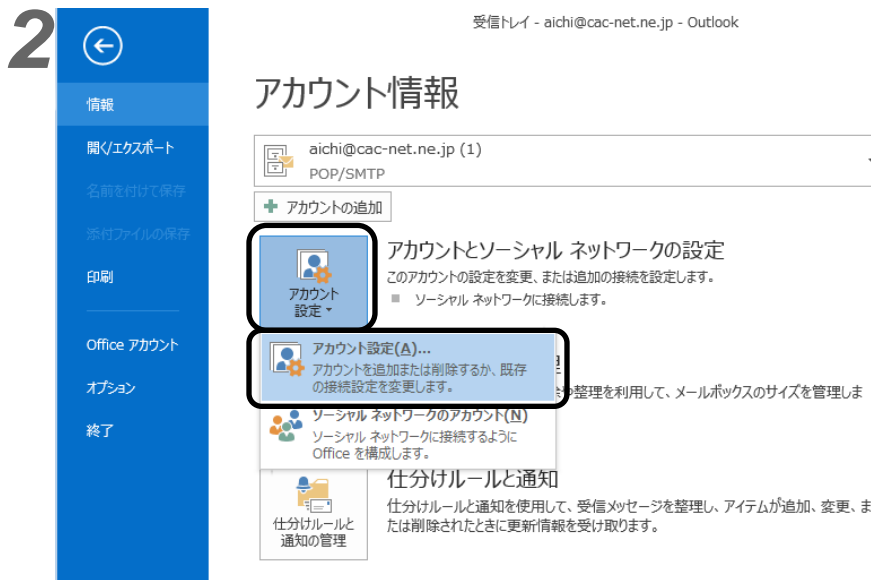 2
受信トレイ - aichi@cac-net.ne.jp - Outlook
情報
開く/エクスポート
名前を付けて保存
添付ファイルの保存
印刷
Office アカウント
オプション
終了
アカウント情報
aichi@cac-net.ne.jp (1)
POP/SMTP
アカウントの追加
アカウント
設定
アカウントとソーシャル ネットワークの設定
このアカウントの設定を変更、または追加の接続を設定します。
ソーシャル ネットワークに接続します。
アカウント設定(A)...
アカウントを追加または削除するか、既存
の接続設定を変更します。
ソーシャル ネットワークのアカウント(N)
ソーシャル ネットワークに接続するように
Office を構成します。
や整理を利用して、メールボックスのサイズを管理しま
仕分けルールと
通知の管理
仕分けルールと通知
仕分けルールと通知を使用して、受信メッセージを整理し、アイテムが追加、変更、ま
たは削除されたときに更新情報を受け取ります。